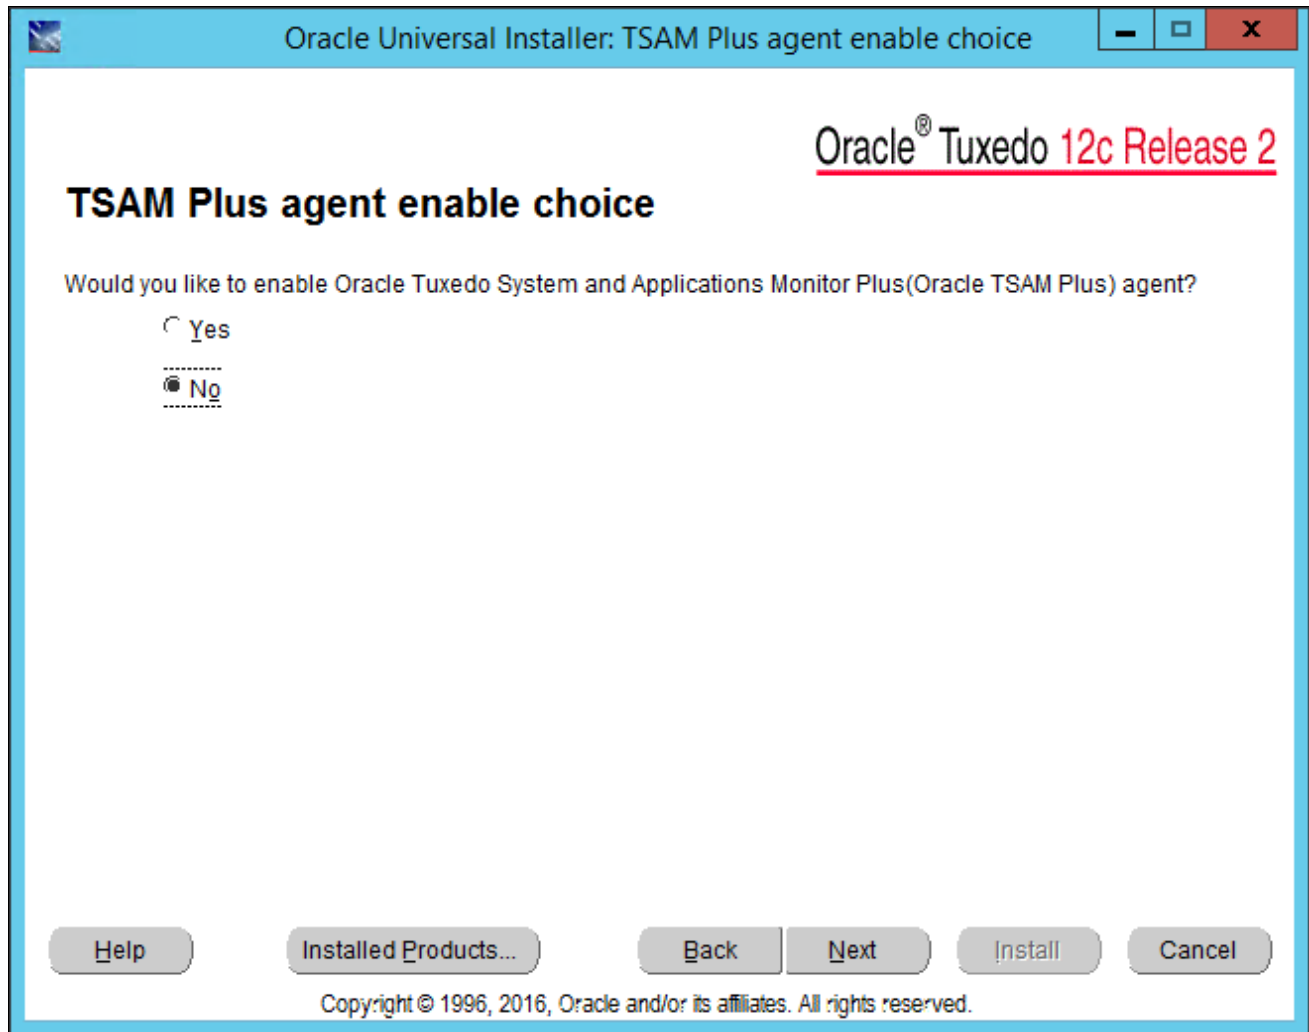 Oracle Universal Installer: TSAM Plus agent enable choice
Oracle® Tuxedo 12c Release 2
TSAM Plus agent enable choice
Would you like to enable Oracle Tuxedo System and Applications Monitor Plus(Oracle TSAM Plus) agent?
Yes
No
Help Installed Products... Back Next Install Cancel
Copyright © 1996, 2016, Oracle and/or its affiliates. All rights reserved.